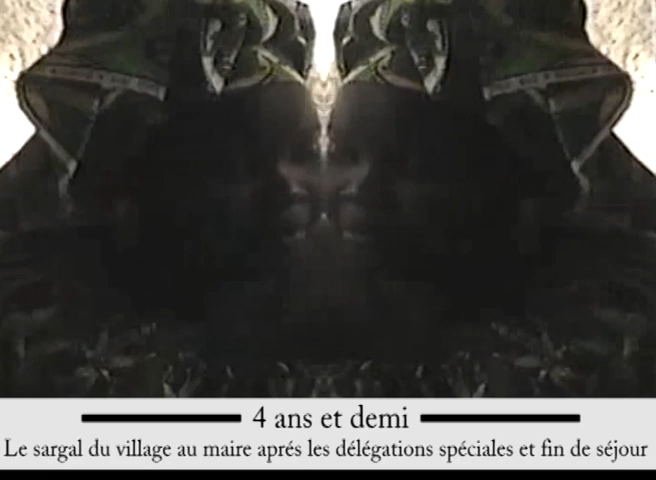 4 ans et demi
Le sargal du village au maire aprés les délégations spéciales et fin de séjour